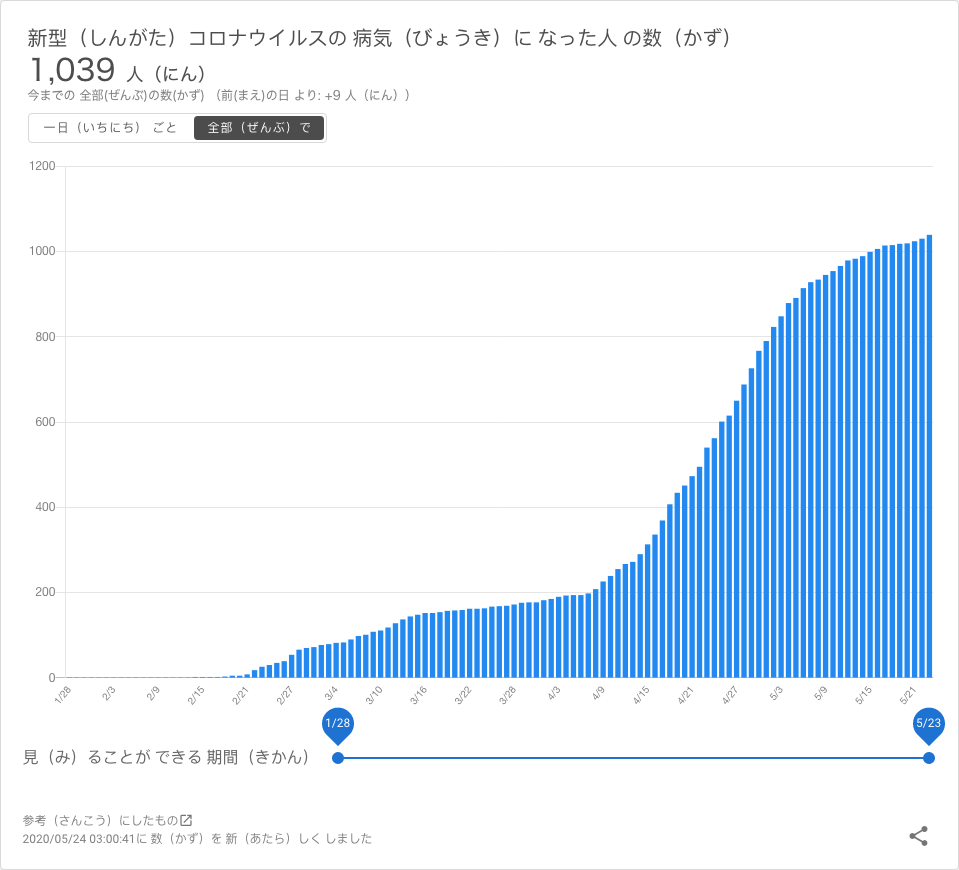 新型（しんがた）コロナウイルスの 病気（びょうき）に なった人 の数（かず）
1,039 人（にん）
今までの 全部(ぜんぶ)の数(かず) （前(まえ)の日 より: +9 人（にん））
一日（いちにち） ごと 全部（ぜんぶ）で
1200
1000
800
600
400
200
0
1/28 2/3 2/9 2/15 2/21 2/27 3/4 3/10 3/16 3/22 3/28 4/3 4/9 4/15 4/21 4/27 5/3 5/9 5/15 5/21
1/28 5/23
見（み）ることが できる 期間（きかん）
参考（さんこう）にしたもの
2020/05/24 03:00:41に 数（かず）を 新（あたら）しく しました